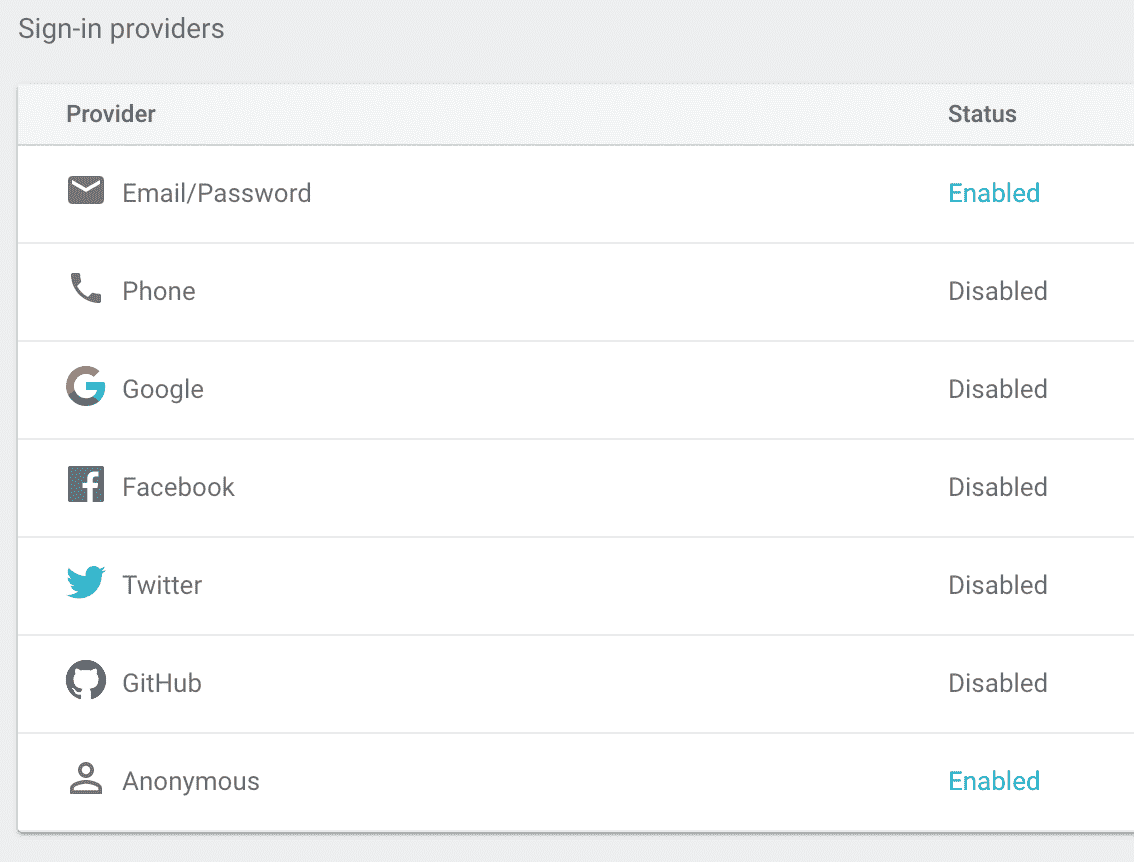 Sign-in providers
Provider Status
Email/Password Enabled
Phone Disabled
Google Disabled
Facebook Disabled
Twitter Disabled
GitHub Disabled
Anonymous Enabled